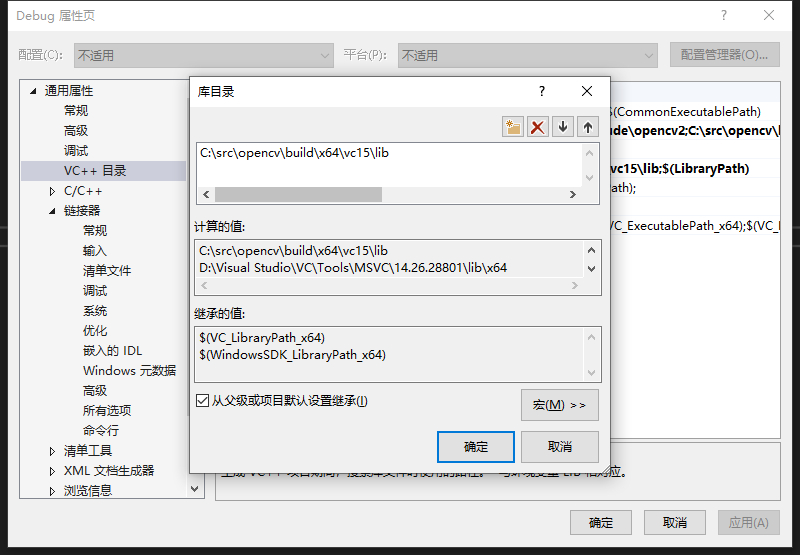 Debug 属性页
配置(C):
不适用
平台(P):
不适用
配置管理器(O)...
通用属性
常规
高级
调试
VC++ 目录
C/C++
链接器
常规
输入
清单文件
调试
系统
优化
嵌入的 IDL
Windows 元数据
高级
所有选项
命令行
清单工具
XML 文档生成器
浏览信息
$(CommonExecutablePath)
ude\opencv2;C:\src\opencv\l
vc15\lib;$(LibraryPath)
ath);
VC_ExecutablePath_x64);$(VC_I
库目录
C:\src\opencv\build\x64\vc15\lib
计算的值:
C:\src\opencv\build\x64\vc15\lib
D:\Visual Studio\VC\Tools\MSVC\14.26.28801\lib\x64
继承的值:
$(VC_LibraryPath_x64)
$(WindowsSDK_LibraryPath_x64)
从父级或项目默认设置继承(I)
宏(M) >>
确定
取消
确定
取消
应用(A)